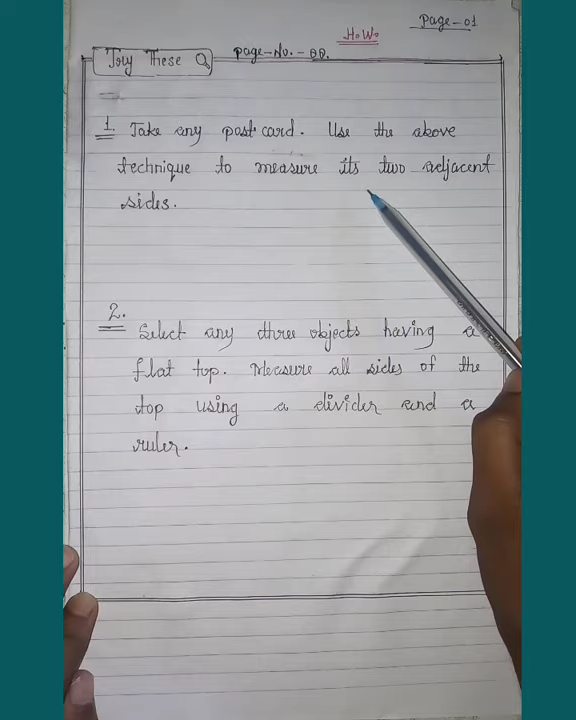 Page-01
H.W.
Try These
page-No.-88.
1. Take any post card. Use the above
technique to measure its two adjacent
sides.
2.
Select any three objects having a
flat top. Measure all sides of the
top using a divider and a
ruler.